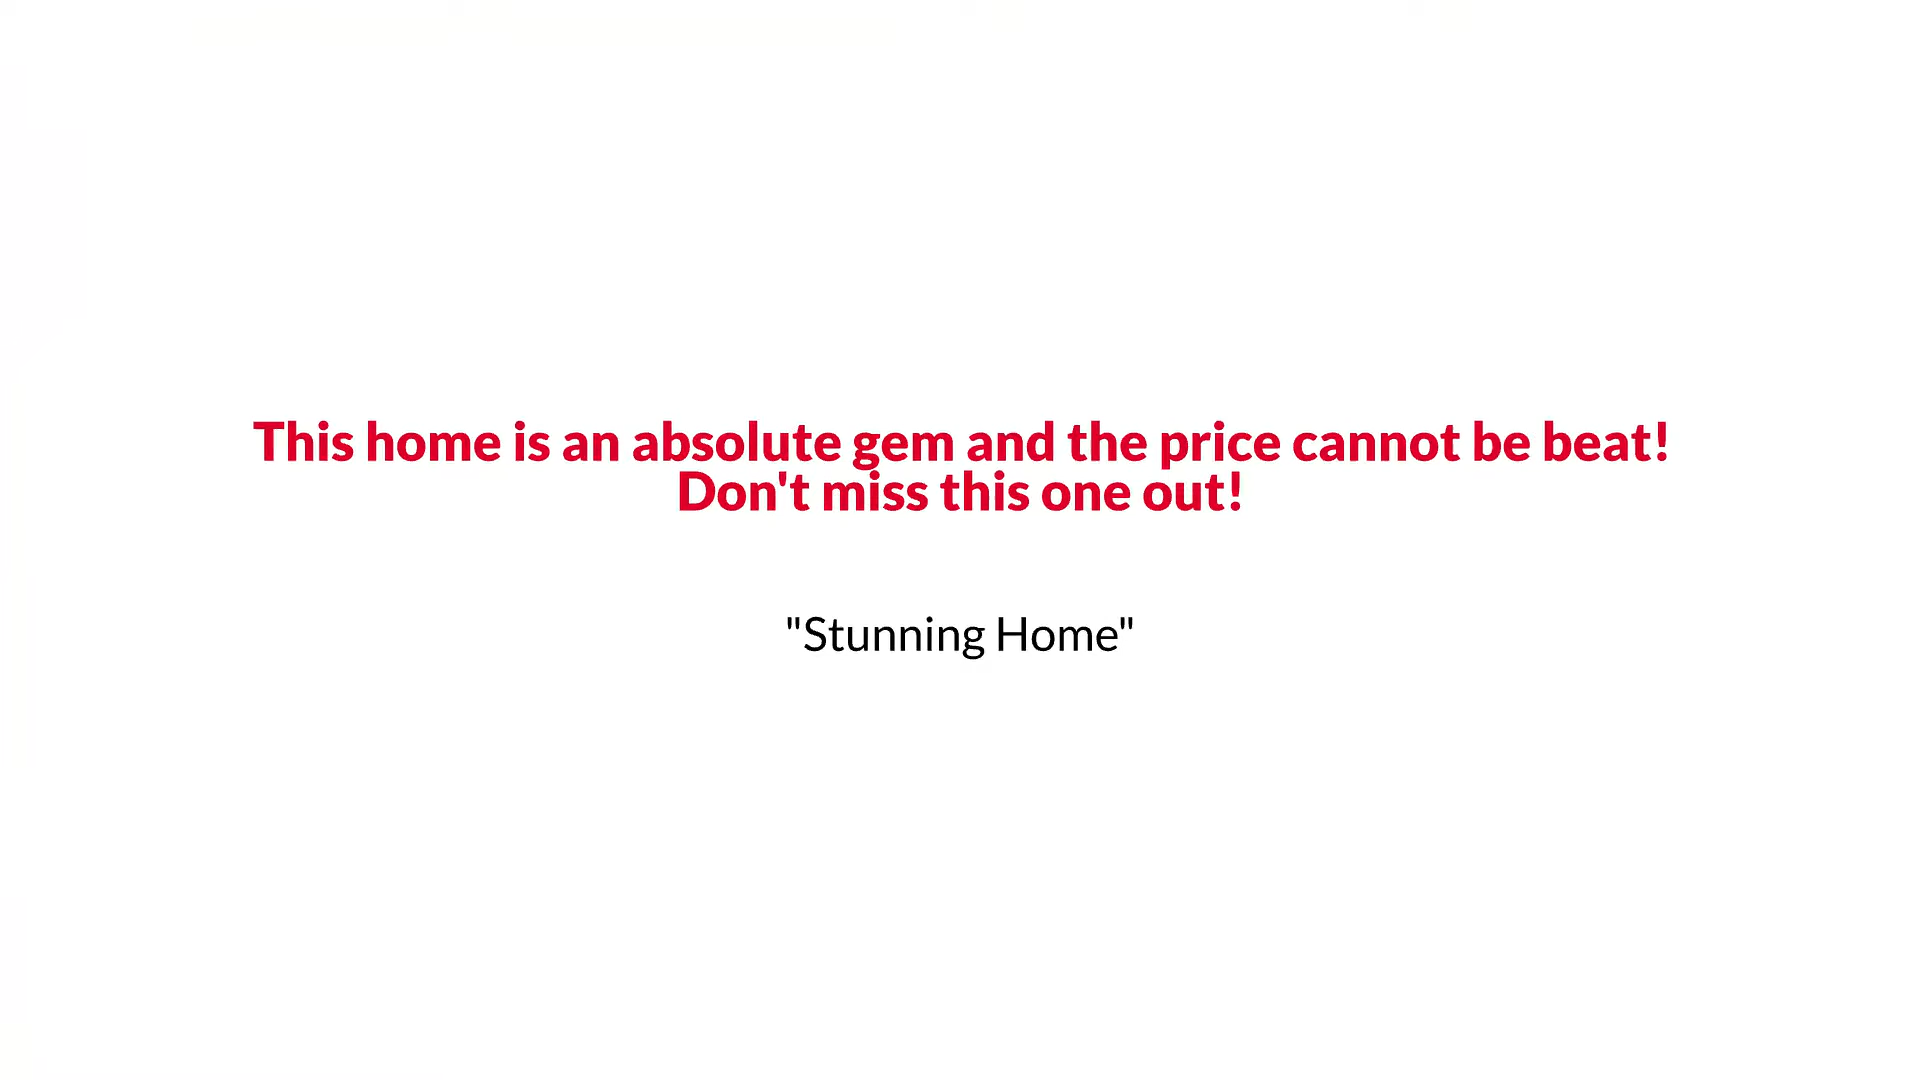 This home is an absolute gem and the price cannot be beat!
Don't miss this one out!
"Stunning Home"